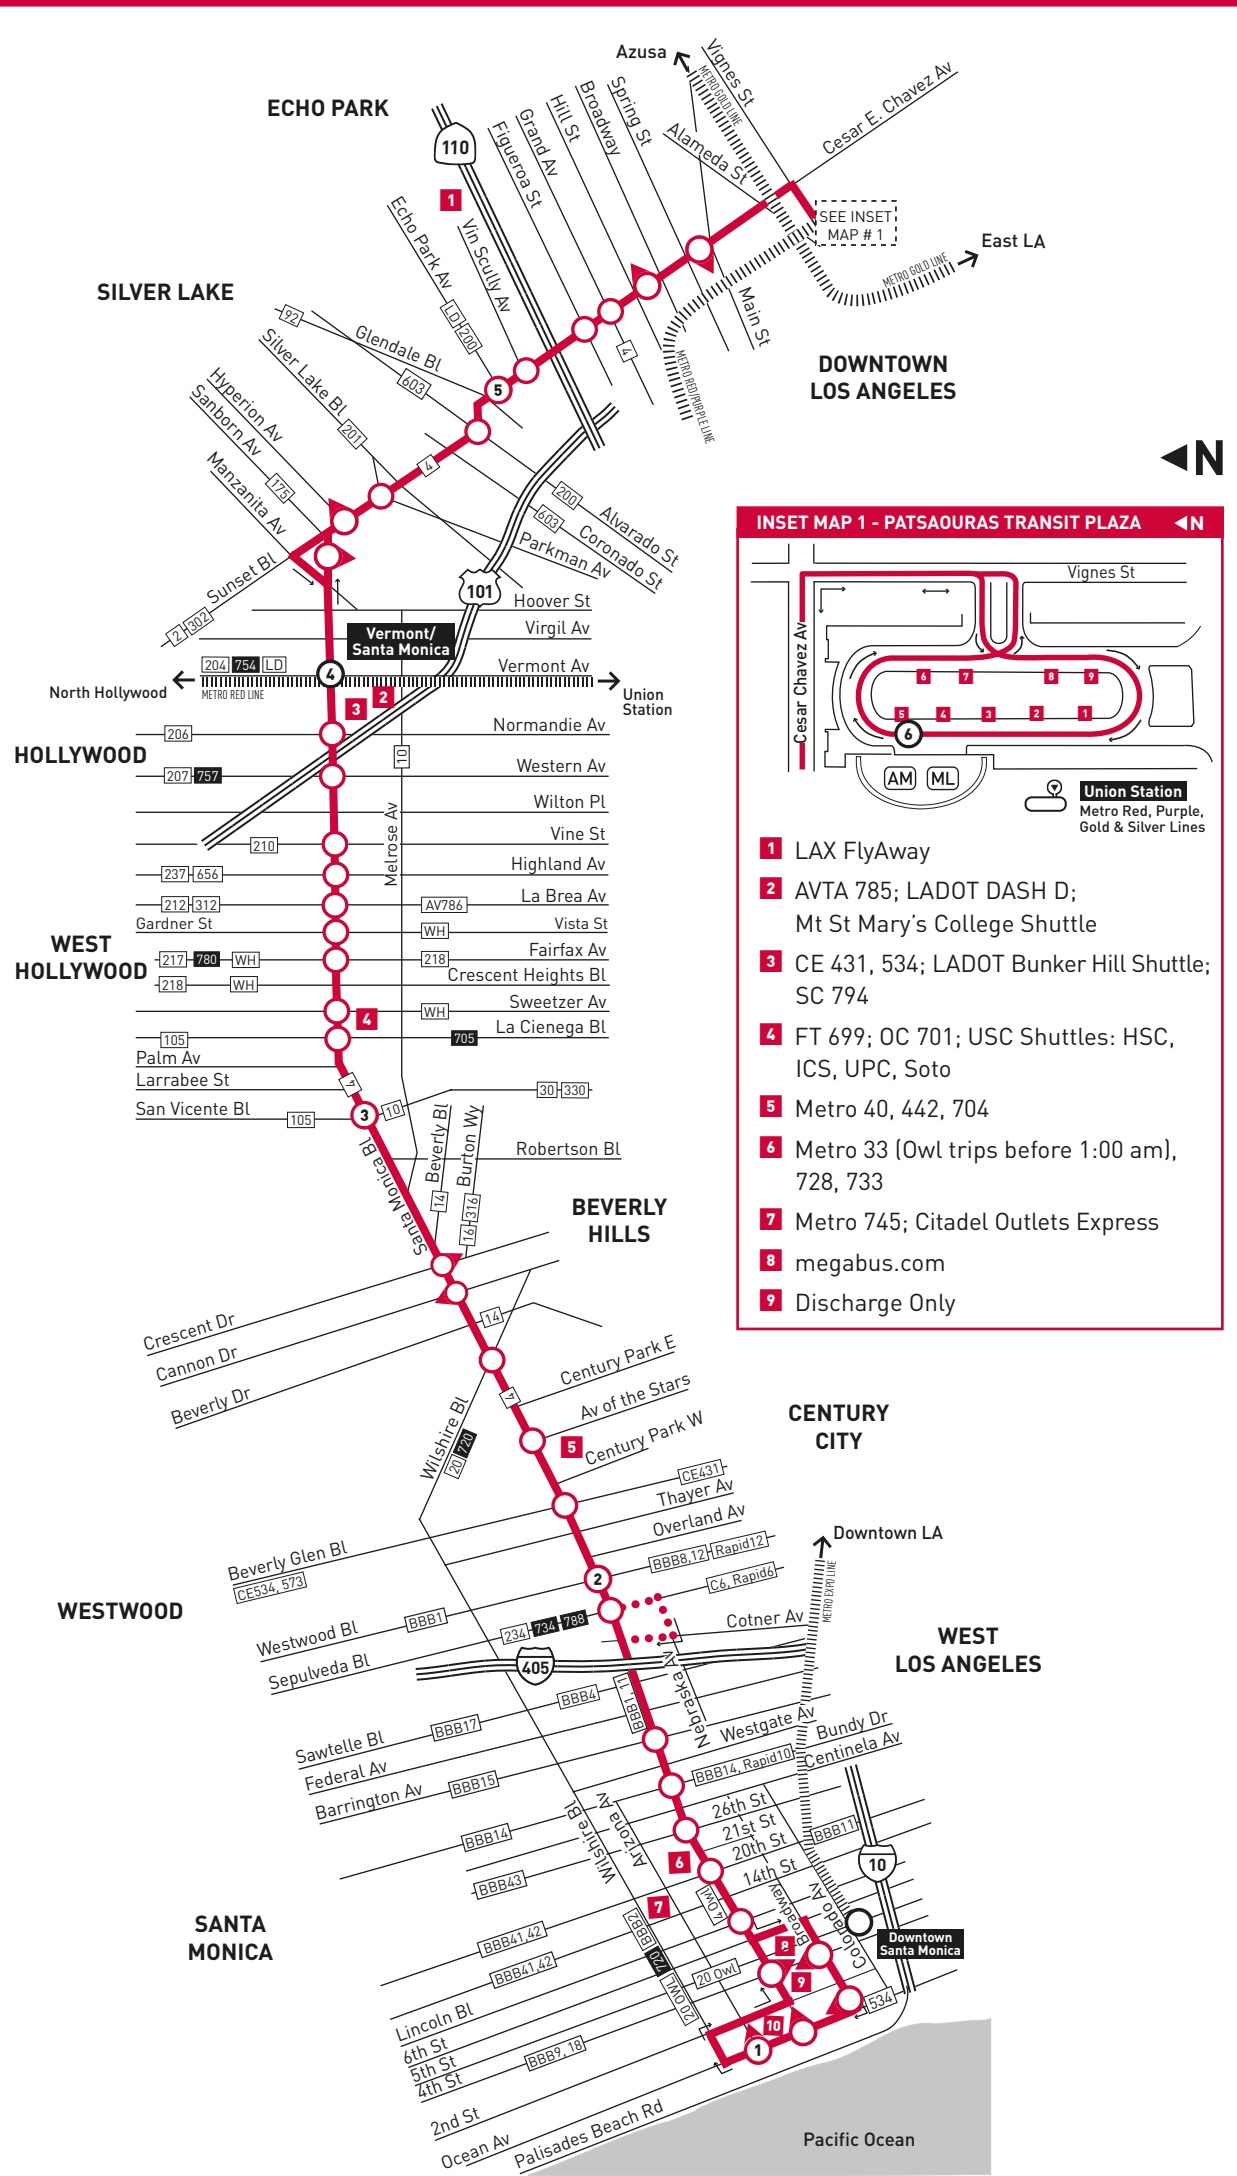 Azusa
METRO GOLD LINE
Vignes St
Cesar E. Chavez Av
ECHO PARK
110
Figueroa St
Grand Av
Hill St
Broadway
Spring St
Alameda St
1
Echo Park Av
Vin Scully Av
SEE INSET
MAP # 1
East LA
METRO GOLD LINE
Main St
SILVER LAKE
92
Glendale Bl
LD
200
603
4
METRO RED/PURPLE LINE
DOWNTOWN
LOS ANGELES
5
Silver Lake Bl
201
Hyperion Av
Sanborn Av
175
Manzanita Av
4
N
200
Alvarado St
603
Coronado St
Parkman Av
Sunset Bl
2
302
101
Hoover St
Virgil Av
Vermont/
Santa Monica
204
754
LD
Vermont Av
North Hollywood
METRO RED LINE
4
Union
Station
3
2
Normandie Av
206
HOLLYWOOD
10
207
757
Western Av
Wilton Pl
Melrose Av
210
Vine St
237
656
Highland Av
212
312
AV786
La Brea Av
Gardner St
WH
Vista St
WEST
HOLLYWOOD
217
780
WH
218
Fairfax Av
218
WH
Crescent Heights Bl
WH
Sweetzer Av
4
105
705
La Cienega Bl
Palm Av
Larrabee St
4
San Vicente Bl
105
3
10
30
330
Santa Monica Bl
Beverly Bl
14
Burton Wy
16
316
Robertson Bl
BEVERLY
HILLS
Crescent Dr
Cannon Dr
Beverly Dr
14
4
Wilshire Bl
20
720
Century Park E
Av of the Stars
5
Century Park W
CENTURY
CITY
CE431
Thayer Av
Overland Av
Beverly Glen Bl
CE534, 573
BBB8,12
Rapid12
Downtown LA
2
C6, Rapid6
METRO EXPO LINE
WESTWOOD
BBB1
Westwood Bl
234
734
788
Cotner Av
Sepulveda Bl
405
WEST
LOS ANGELES
Nebraska Av
BBB1, 11
BBB4
Sawtelle Bl
BBB17
Federal Av
Barrington Av
BBB15
Westgate Av
Bundy Dr
BBB14, Rapid10
Centinela Av
Wilshire Bl
Arizona Av
26th St
21st St
20th St
14th St
BBB11
10
BBB14
6
BBB43
7
4 Owl
SANTA
MONICA
BBB2
720
20 OWL
BBB41,42
BBB41,42
20 Owl
Broadway
8
Colorado Av
9
Downtown
Santa Monica
Lincoln Bl
6th St
5th St
4th St
BBB9, 18
10
534
1
2nd St
Ocean Av
Palisades Beach Rd
Pacific Ocean
INSET MAP 1 - PATSAOURAS TRANSIT PLAZA
N
Vignes St
Cesar Chavez Av
6
7
8
9
5
4
3
2
1
6
AM
ML
Union Station
Metro Red, Purple,
Gold & Silver Lines
1 LAX FlyAway
2 AVTA 785; LADOT DASH D;
Mt St Mary’s College Shuttle
3 CE 431, 534; LADOT Bunker Hill Shuttle;
SC 794
4 FT 699; OC 701; USC Shuttles: HSC,
ICS, UPC, Soto
5 Metro 40, 442, 704
6 Metro 33 (Owl trips before 1:00 am),
728, 733
7 Metro 745; Citadel Outlets Express
8 megabus.com
9 Discharge Only